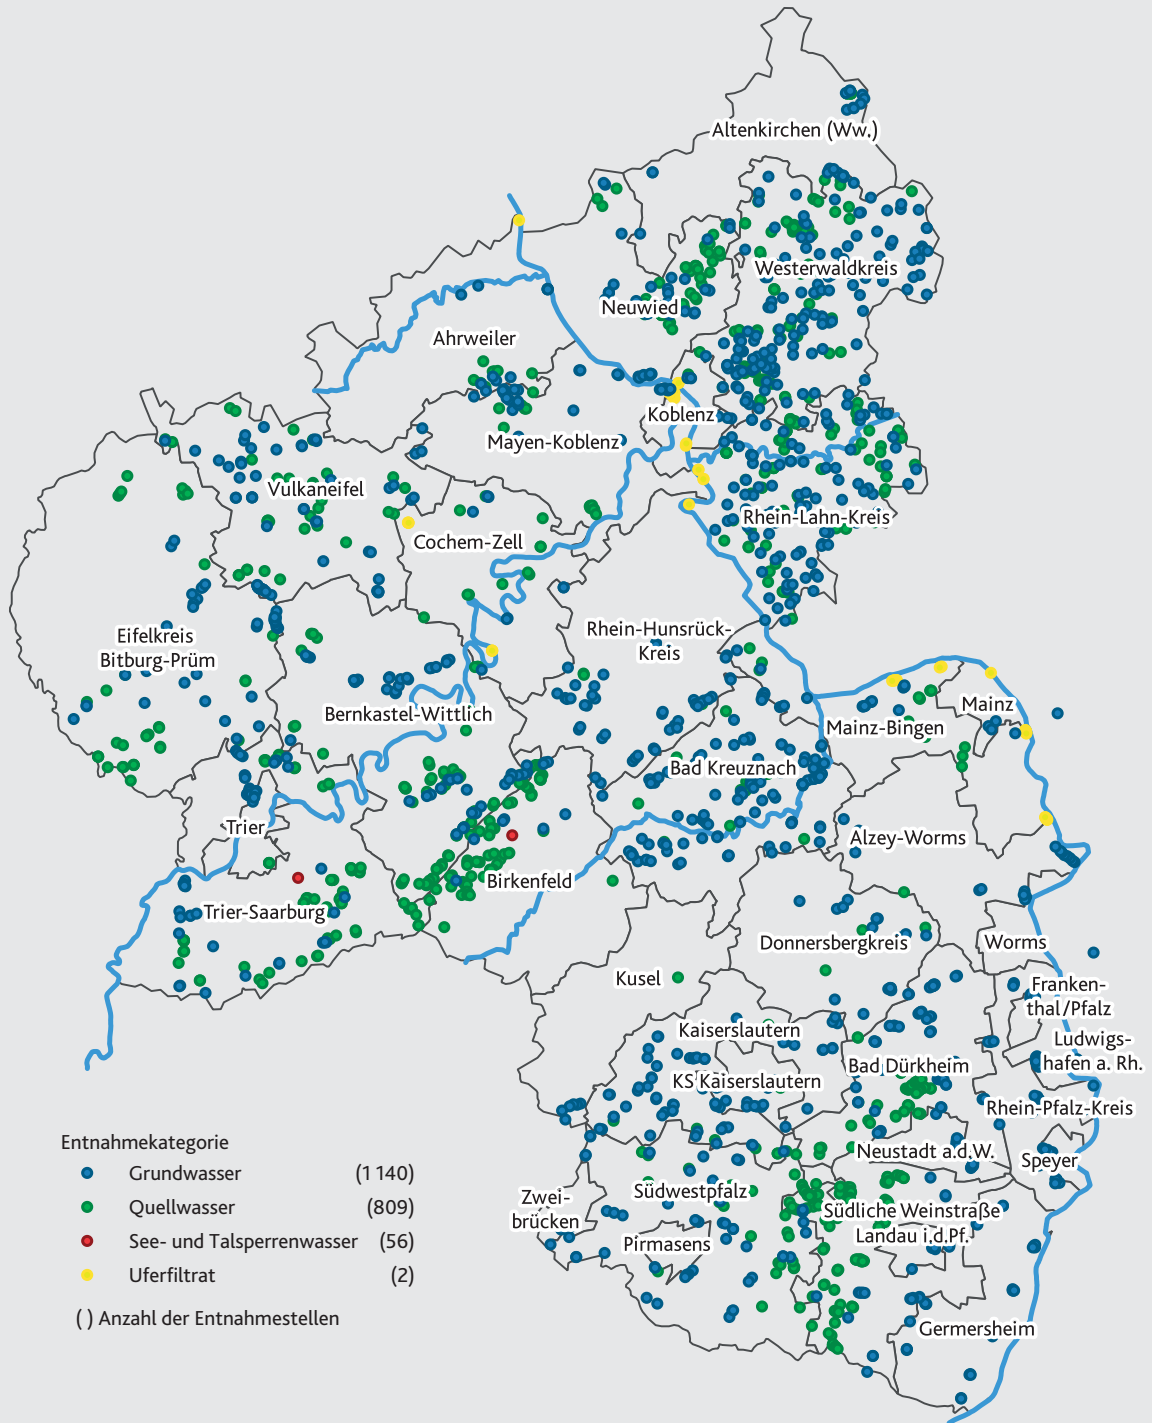 Altenkirchen (Ww.)
Westerwaldkreis
Neuwied
Ahrweiler
Koblenz
Mayen-Koblenz
Vulkaneifel
Rhein-Lahn-Kreis
Cochem-Zell
Rhein-Hunsrück-
Kreis
Eifelkreis
Bitburg-Prüm
Bernkastel-Wittlich
Mainz
Mainz-Bingen
Bad Kreuznach
Trier
Alzey-Worms
Birkenfeld
Trier-Saarburg
Donnersbergkreis
Worms
Kusel
Franken-
thal/Pfalz
Kaiserslautern
Ludwigs-
hafen a. Rh.
Bad Dürkheim
KS Kaiserslautern
Rhein-Pfalz-Kreis
Neustadt a.d.W.
Speyer
Südwestpfalz
Zwei-
brücken
Südliche Weinstraße
Landau i.d.Pf.
Pirmasens
Germersheim
Entnahmekategorie
Grundwasser (1 140)
Quellwasser (809)
See- und Talsperrenwasser (56)
Uferfiltrat (2)
( ) Anzahl der Entnahmestellen